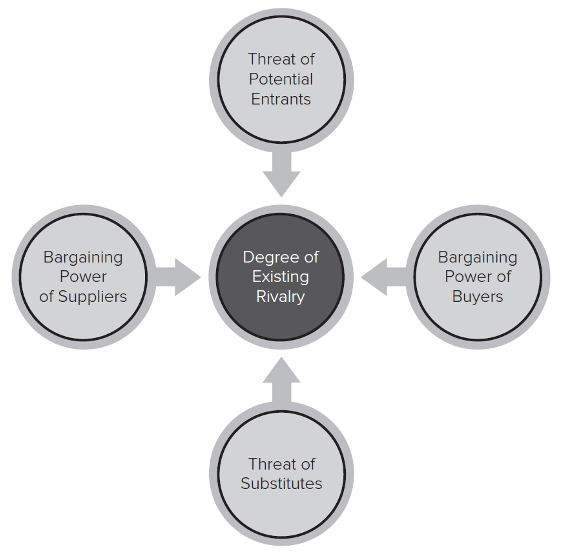 Threat of
Potential
Entrants
Bargaining
Power
of Suppliers
Degree of
Existing
Rivalry
Bargaining
Power of
Buyers
Threat of
Substitutes